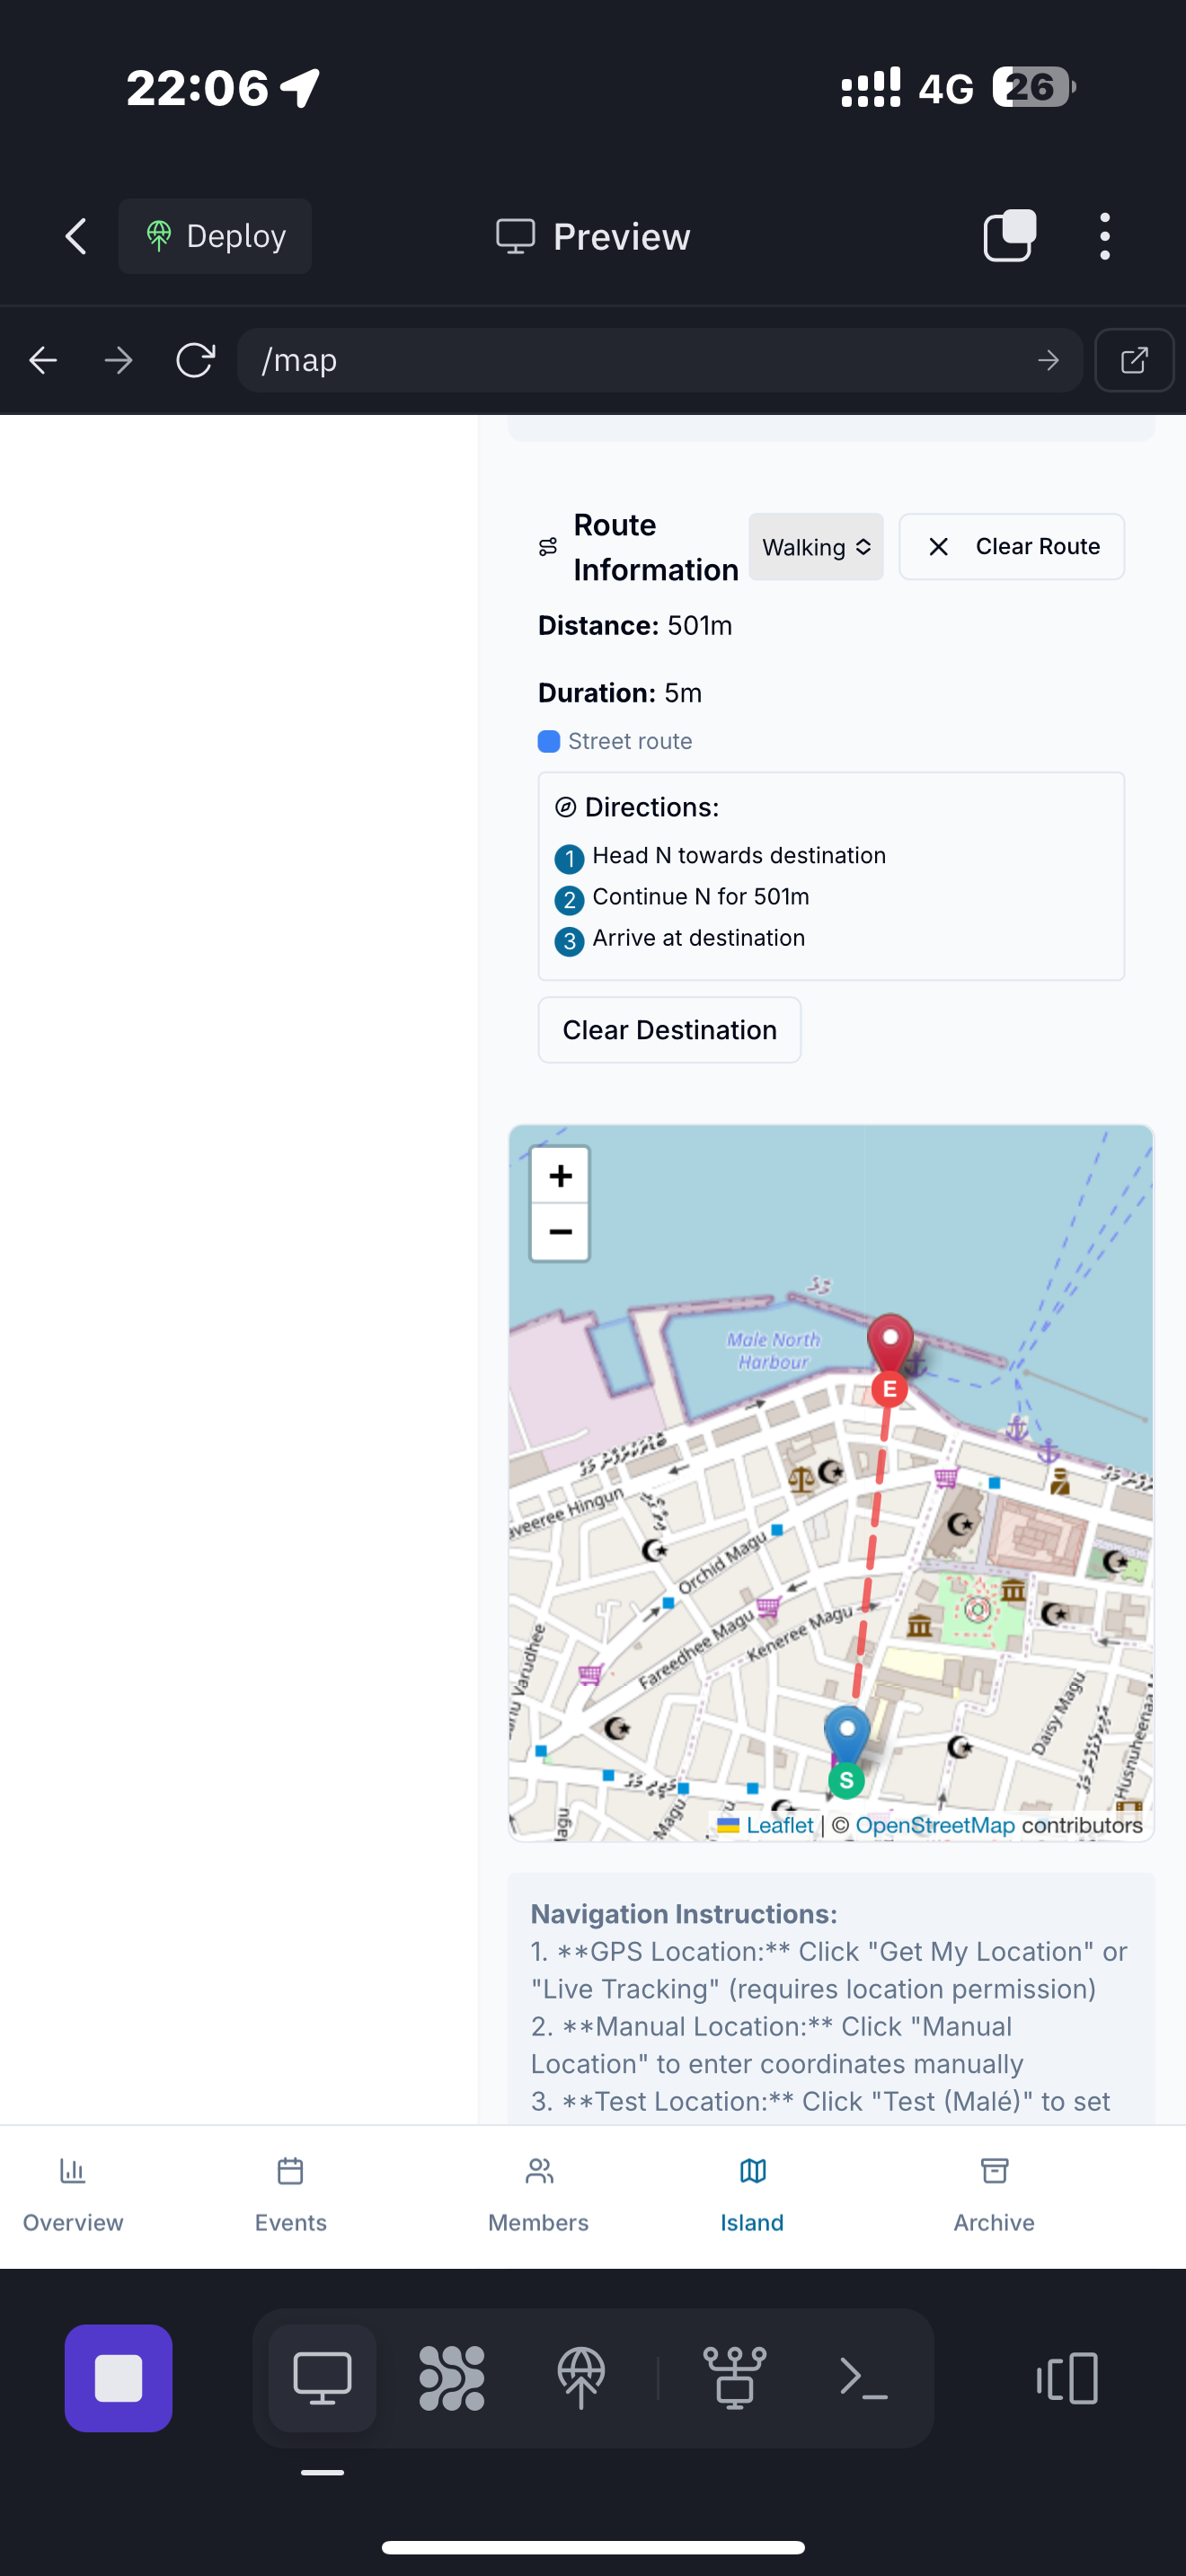 22:06
4G
26
Deploy
Preview
/map
Route
Information
Walking
Clear Route
Distance: 501m
Duration: 5m
Street route
Directions:
1 Head N towards destination
2 Continue N for 501m
3 Arrive at destination
Clear Destination
+
−
Male North
Harbour
E
aveeree Hingun
Orchid Magu
Fareedhee Magu
Keneree Magu
Varudhee
Daisy Magu
Husnuheenaa
S
Magu
Leaflet | © OpenStreetMap contributors
Navigation Instructions:
1. **GPS Location:** Click "Get My Location" or
"Live Tracking" (requires location permission)
2. **Manual Location:** Click "Manual
Location" to enter coordinates manually
3. **Test Location:** Click "Test (Malé)" to set
Overview
Events
Members
Island
Archive